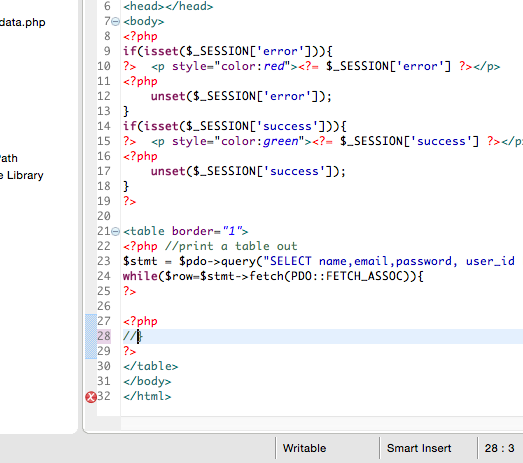 6 <head></head>
data.php
7 <body>
8 <?php
9 if(isset($_SESSION['error'])){
10 ?>  <p style="color:red"><?= $_SESSION['error'] ?></p>
11 <?php
12     unset($_SESSION['error']);
13 }
14 if(isset($_SESSION['success'])){
15 ?>  <p style="color:green"><?= $_SESSION['success'] ?></p
16 <?php
Path
17     unset($_SESSION['success']);
e Library
18 }
19 ?>
20
21 <table border="1">
22 <?php //print a table out
23 $stmt = $pdo->query("SELECT name,email,password, user_id
24 while($row=$stmt->fetch(PDO::FETCH_ASSOC)){
25 ?>
26
27 <?php
28 //}
29 ?>
30 </table>
31 </body>
32 </html>
Writable
Smart Insert
28 : 3